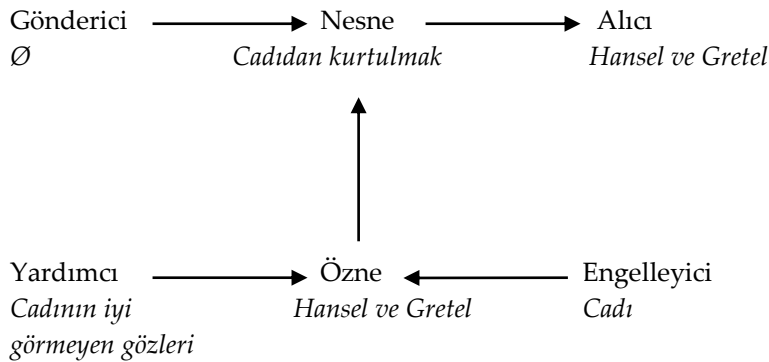 Gönderici Nesne Alıcı
Ø Cadıdan kurtulmak Hansel ve Gretel
Yardımcı Özne Engelleyici
Cadının iyi Hansel ve Gretel Cadı
görmeyen gözleri